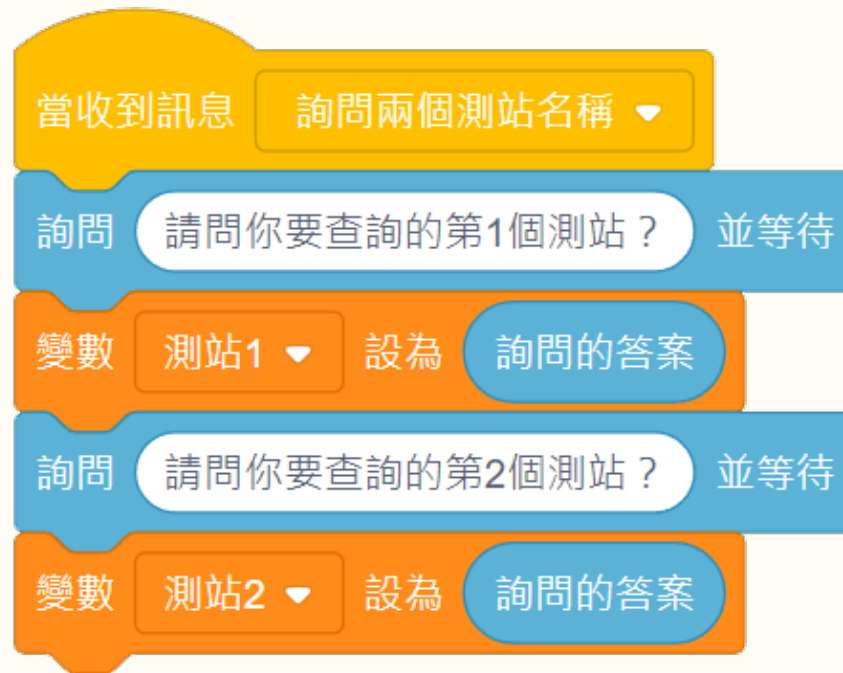 當收到訊息 詢問兩個測站名稱
詢問 請問你要查詢的第1個測站？ 並等待
變數 測站1 設為 詢問的答案
詢問 請問你要查詢的第2個測站？ 並等待
變數 測站2 設為 詢問的答案